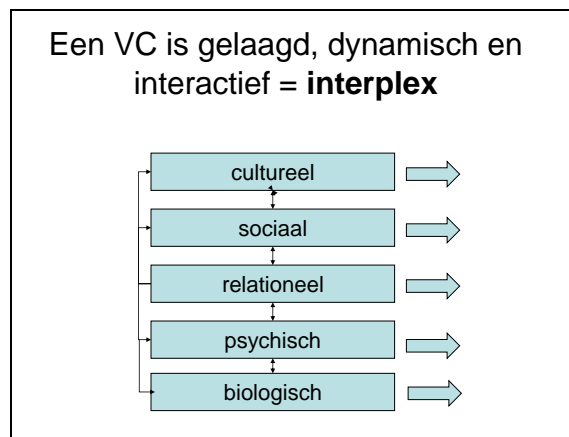 Een VC is gelaagd, dynamisch en
interactief = interplex
cultureel
sociaal
relationeel
psychisch
biologisch